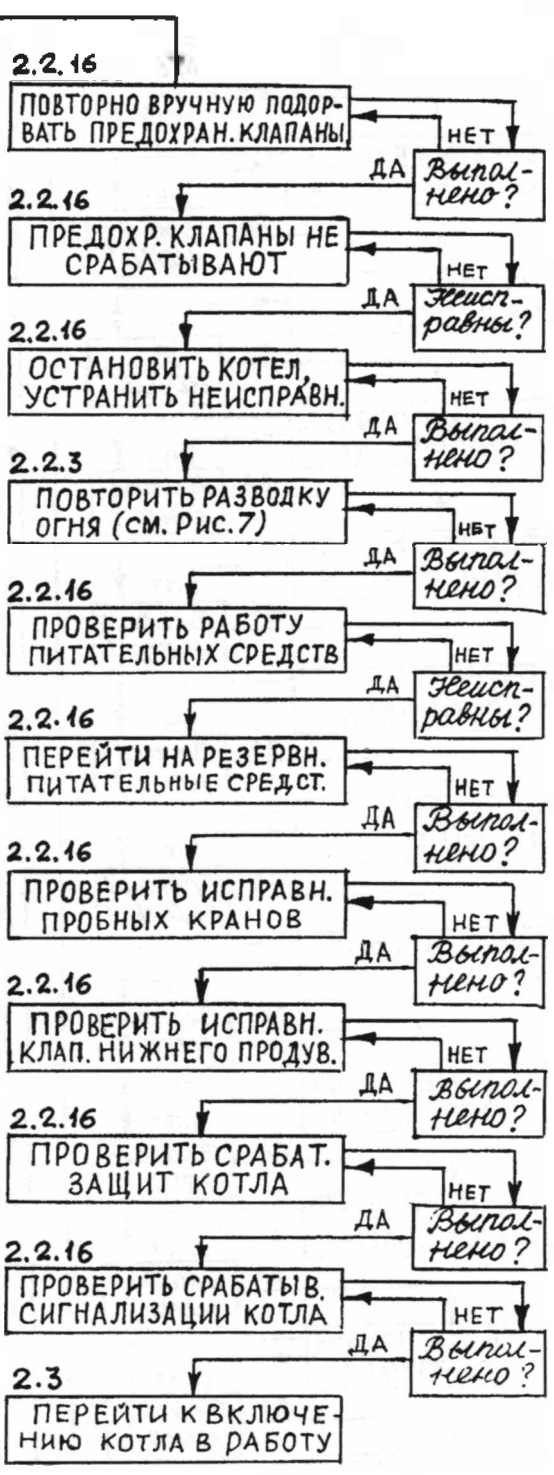 2.2.16
ПОВТОРНО ВРУЧНУЮ ПОДОР-
ВАТЬ ПРЕДОХРАН. КЛАПАНЫ
НЕТ
ДА
Выпол-
нено?
2.2.16
ПРЕДОХР. КЛАПАНЫ НЕ
СРАБАТЫВАЮТ
НЕТ
ДА
Неисп-
равны?
2.2.16
ОСТАНОВИТЬ КОТЕЛ,
УСТРАНИТЬ НЕИСПРАВН.
НЕТ
ДА
Выпол-
нено?
2.2.3
ПОВТОРИТЬ РАЗВОДКУ
ОГНЯ (см. Рис. 7)
НЕТ
ДА
Выпол-
нено?
2.2.16
ПРОВЕРИТЬ РАБОТУ
ПИТАТЕЛЬНЫХ СРЕДСТВ
НЕТ
ДА
Неисп-
равны?
2.2.16
ПЕРЕЙТИ НА РЕЗЕРВН.
ПИТАТЕЛЬНЫЕ СРЕДСТ.
НЕТ
ДА
Выпол-
нено?
2.2.16
ПРОВЕРИТЬ ИСПРАВН.
ПРОБНЫХ КРАНОВ
НЕТ
ДА
Выпол-
нено?
2.2.16
ПРОВЕРИТЬ ИСПРАВН.
КЛАП. НИЖНЕГО ПРОДУВ.
НЕТ
ДА
Выпол-
нено?
2.2.16
ПРОВЕРИТЬ СРАБАТ.
ЗАЩИТ КОТЛА
НЕТ
ДА
Выпол-
нено?
2.2.16
ПРОВЕРИТЬ СРАБАТЫВ.
СИГНАЛИЗАЦИИ КОТЛА
НЕТ
ДА
Выпол-
нено?
2.3
ПЕРЕЙТИ К ВКЛЮЧЕ-
НИЮ КОТЛА В РАБОТУ